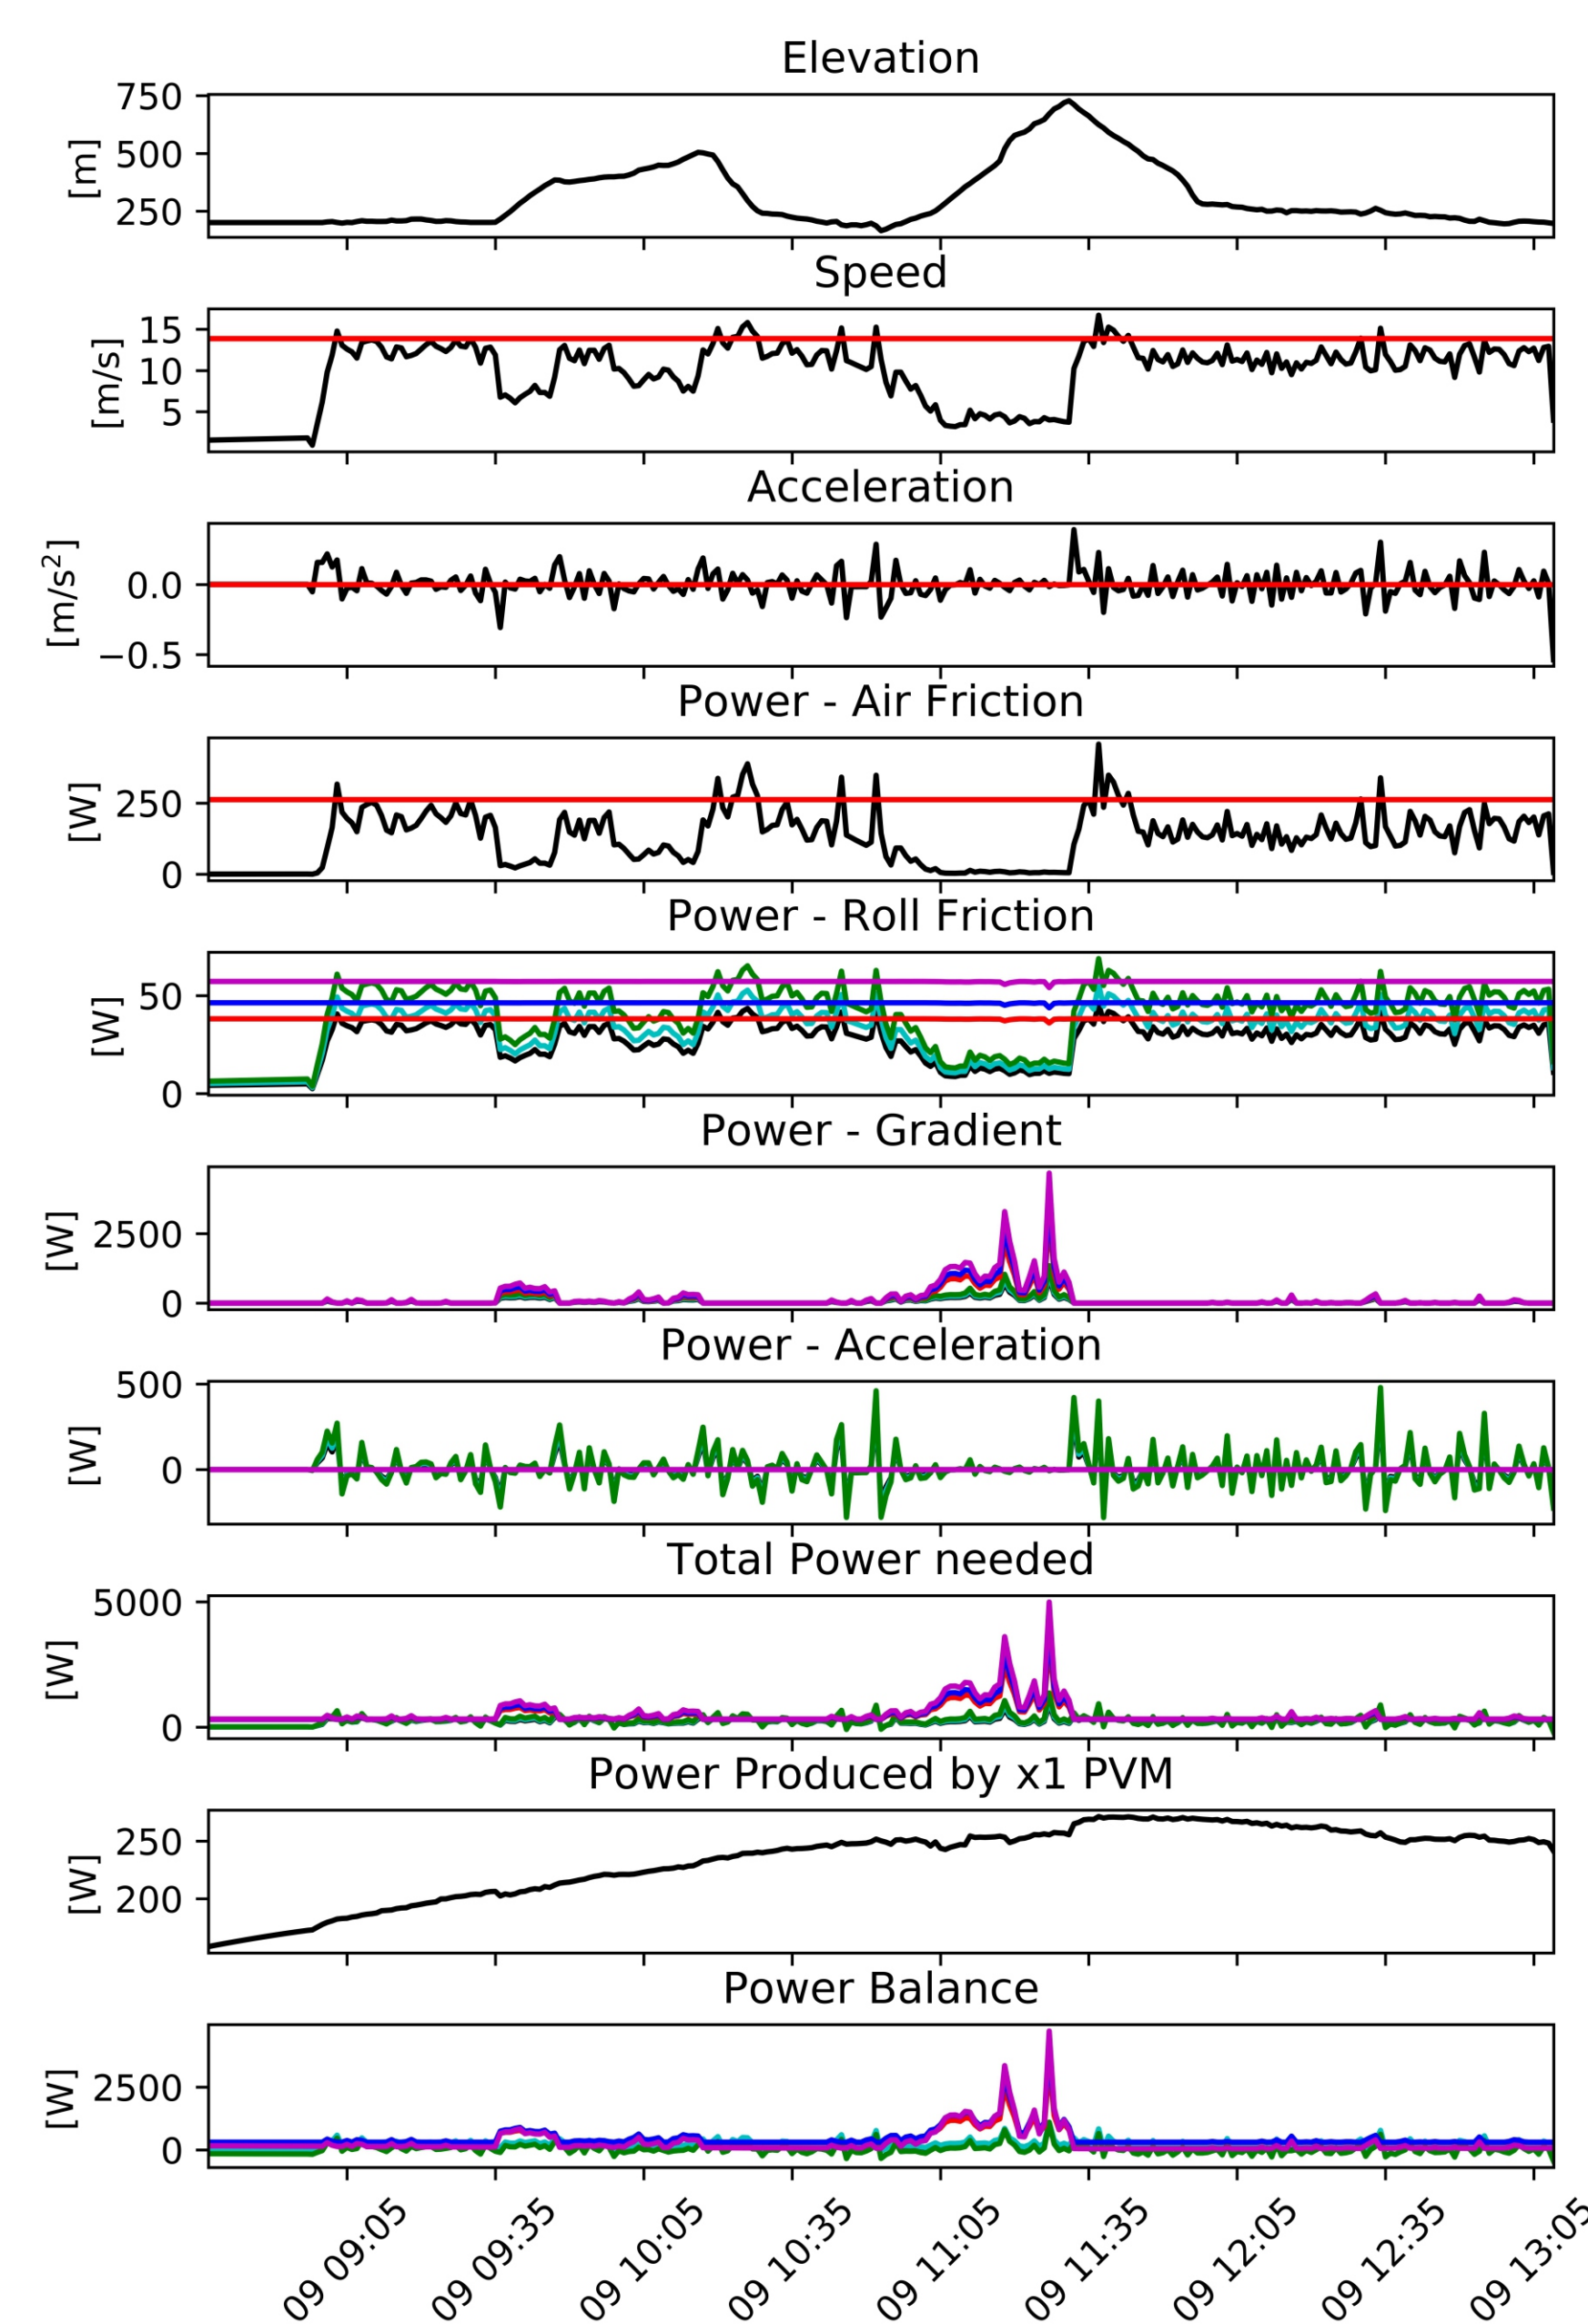 Elevation
750
500
250
[m]
Speed
15
10
5
[m/s]
Acceleration
0.0
−0.5
[m/s²]
Power - Air Friction
250
0
[W]
Power - Roll Friction
50
0
[W]
Power - Gradient
2500
0
[W]
Power - Acceleration
500
0
[W]
Total Power needed
5000
0
[W]
Power Produced by x1 PVM
250
200
[W]
Power Balance
2500
0
[W]
09 09:05
09 09:35
09 10:05
09 10:35
09 11:05
09 11:35
09 12:05
09 12:35
09 13:05